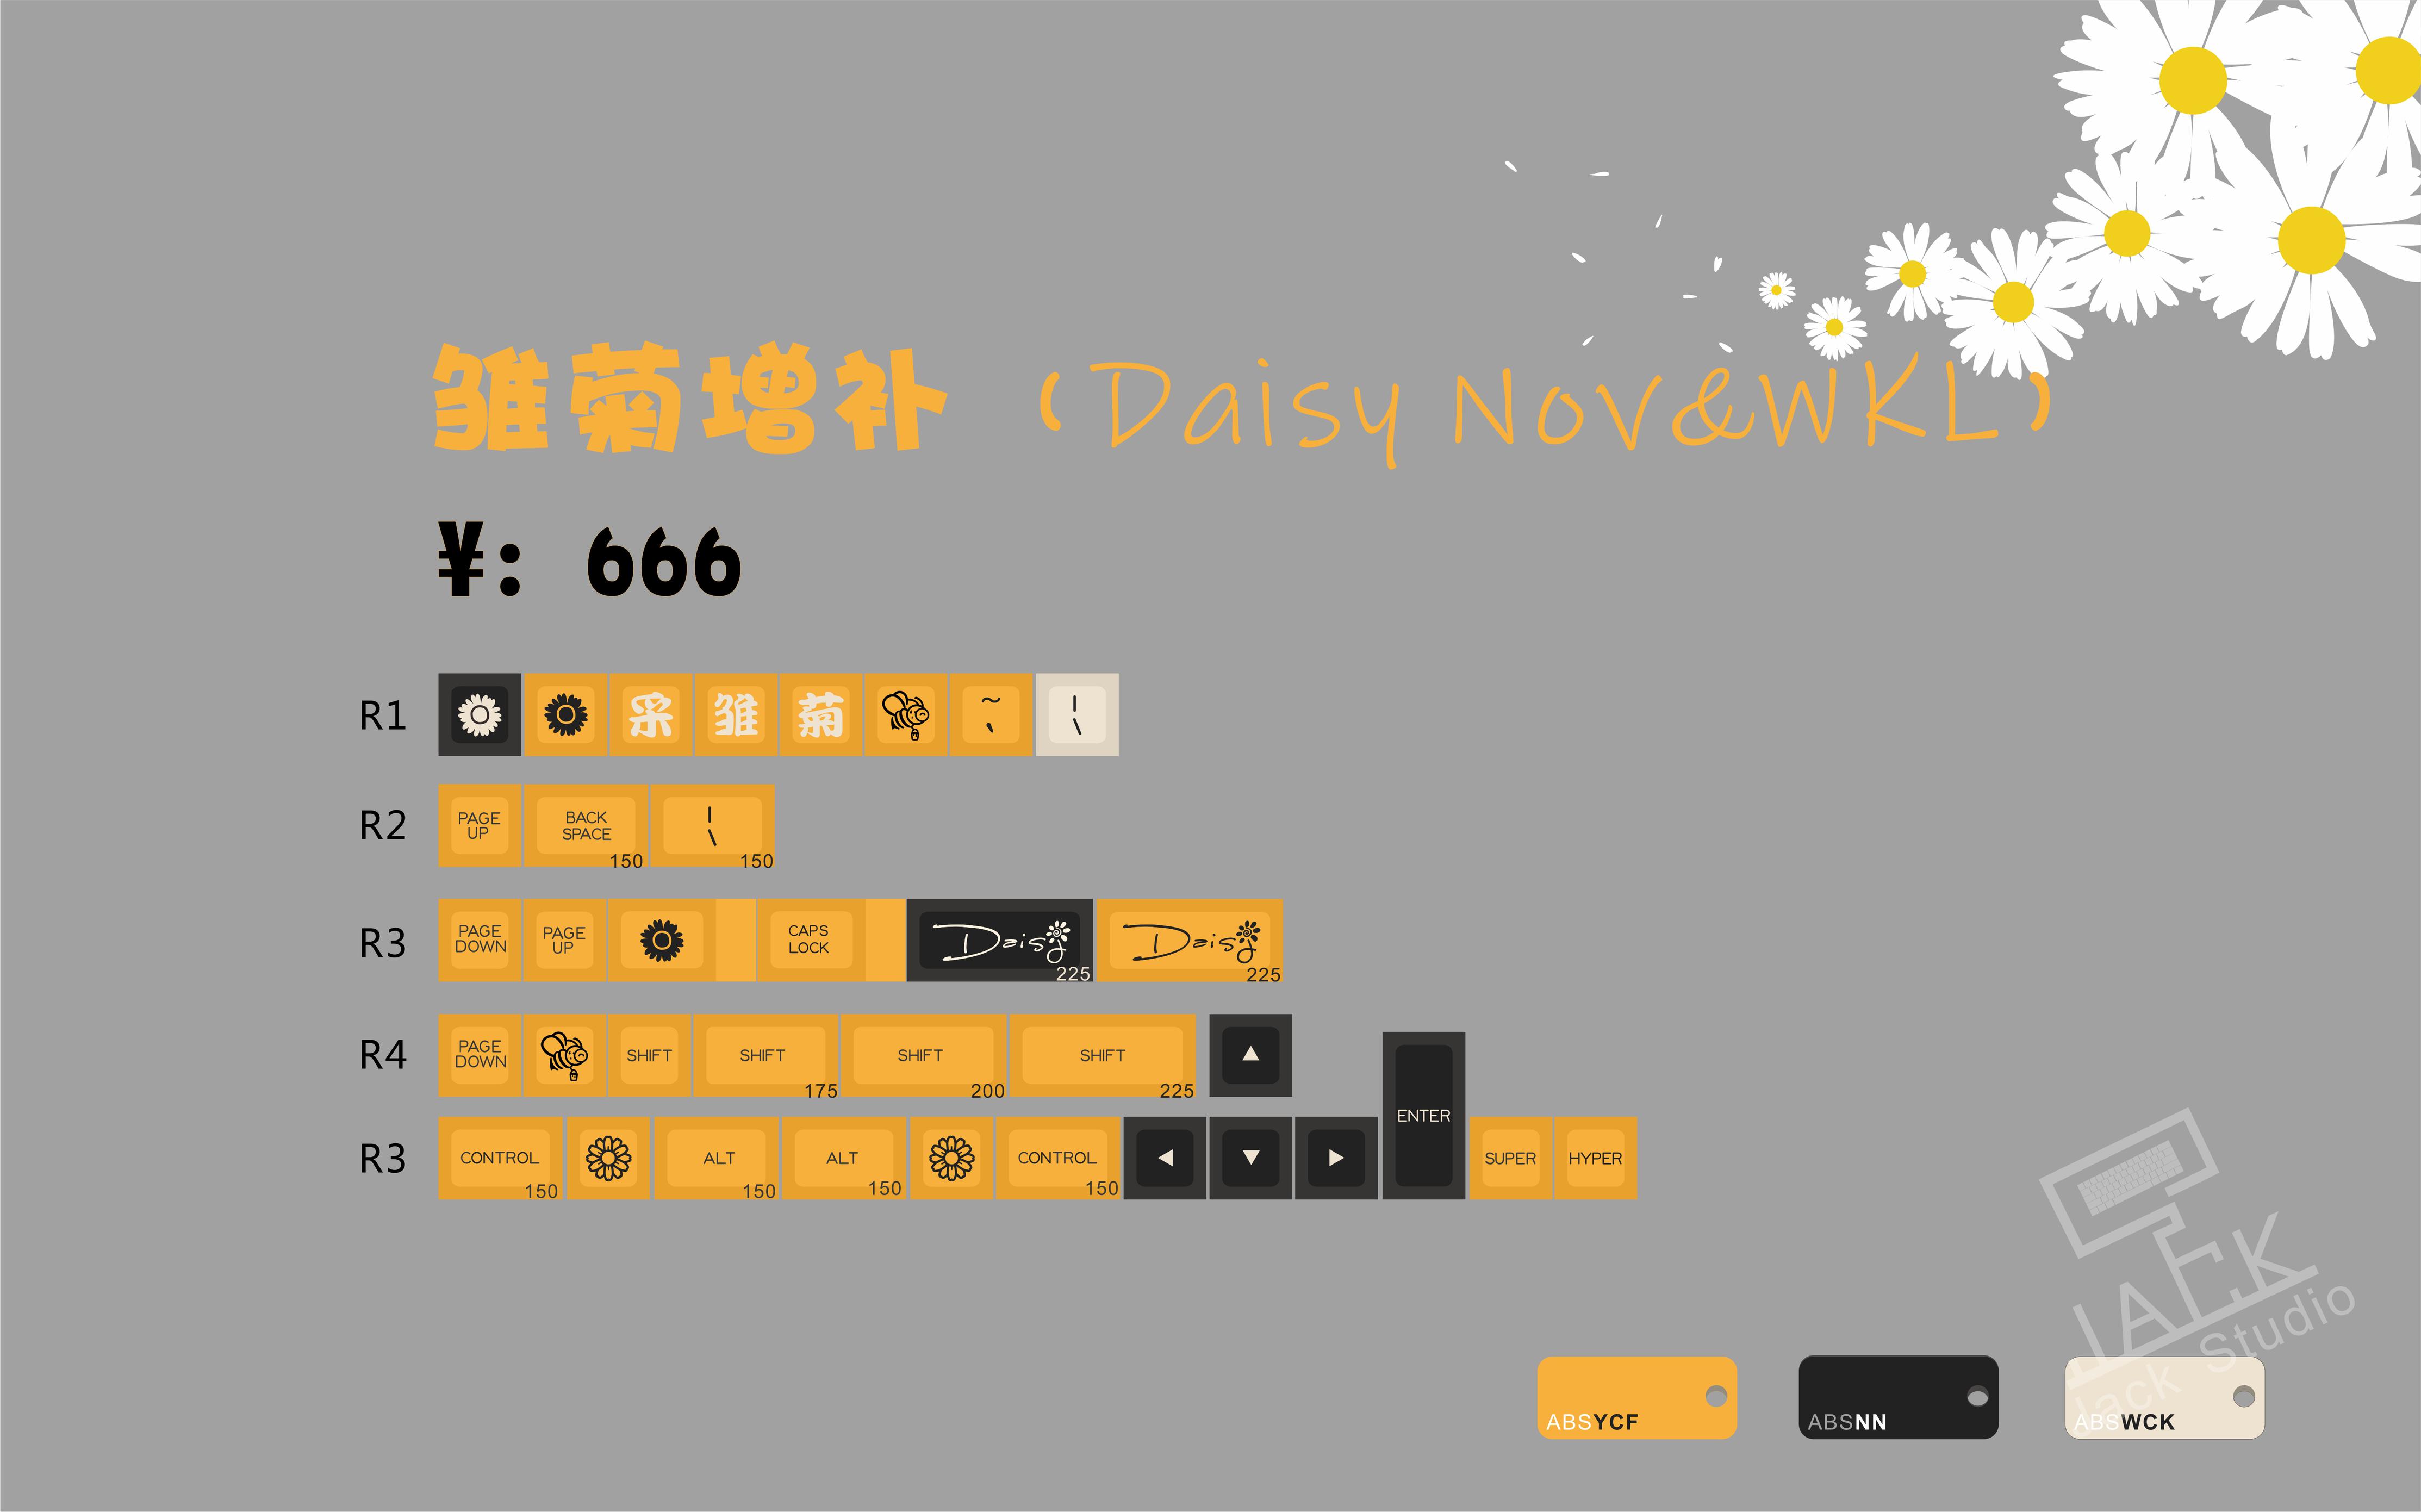 雏菊增补 (Daisy Nov&WKL)
¥: 666
R1 采 雏 菊 ~ ` | \
R2 PAGE UP BACK SPACE 150 | \ 150
R3 PAGE DOWN PAGE UP CAPS LOCK Daisy 225 Daisy 225
R4 PAGE DOWN SHIFT SHIFT 175 SHIFT 200 SHIFT 225
ENTER
R3 CONTROL 150 ALT 150 ALT 150 CONTROL 150 SUPER HYPER
JACK
Jack Studio
ABSYCF ABSNN ABSWCK